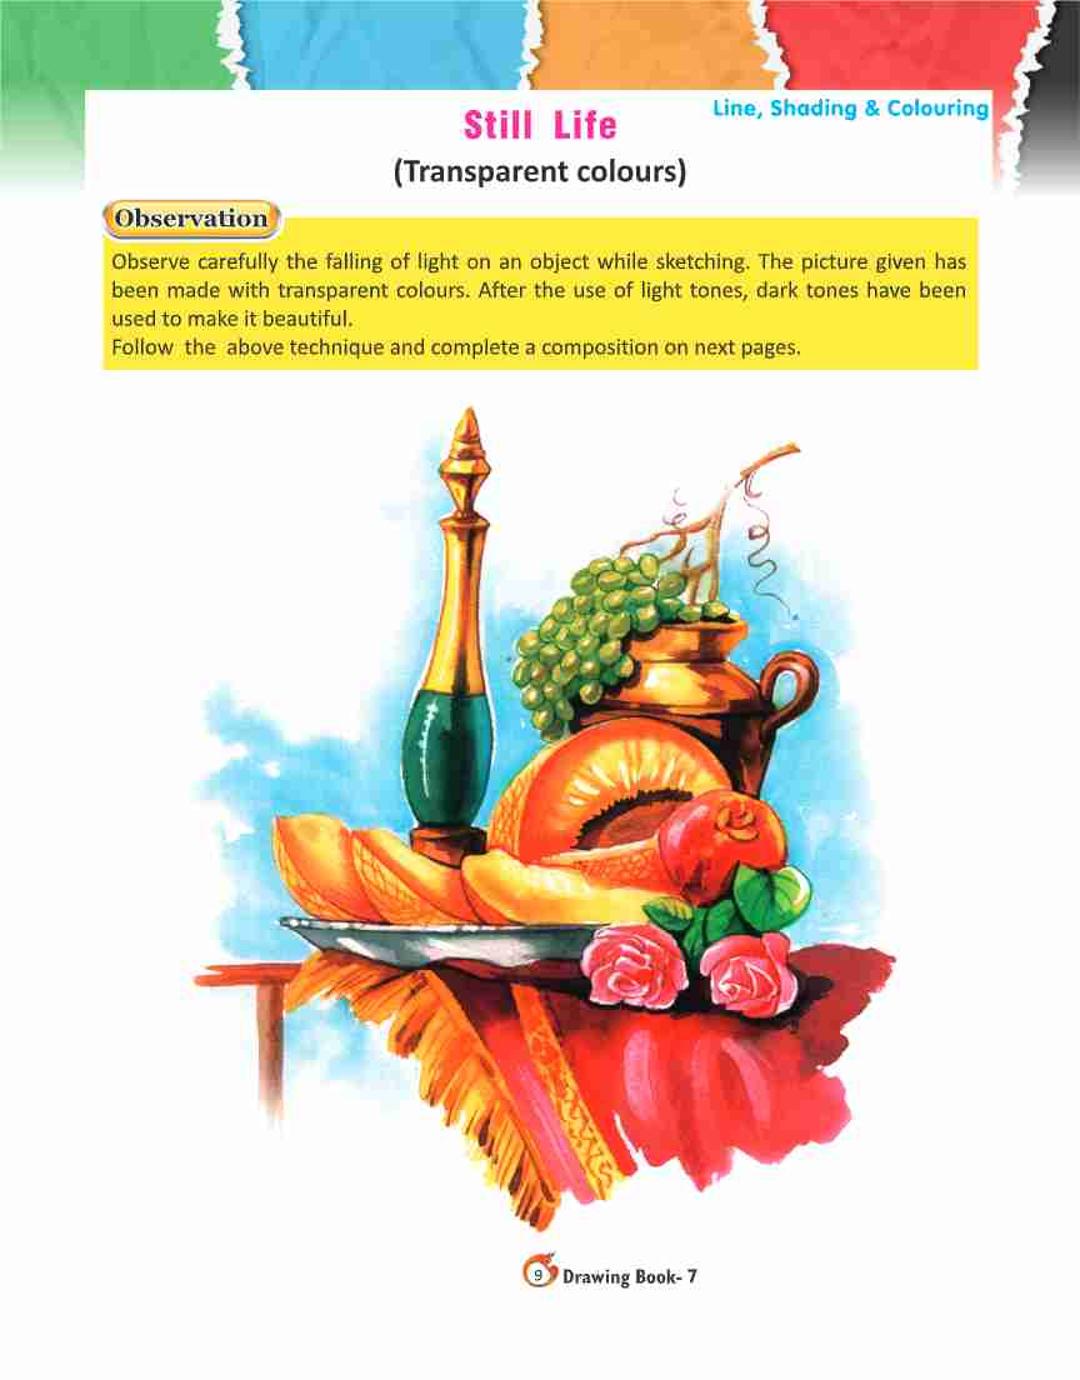 Line, Shading & Colouring
Still Life
(Transparent colours)
Observation
Observe carefully the falling of light on an object while sketching. The picture given has
been made with transparent colours. After the use of light tones, dark tones have been
used to make it beautiful.
Follow the above technique and complete a composition on next pages.
9 Drawing Book- 7